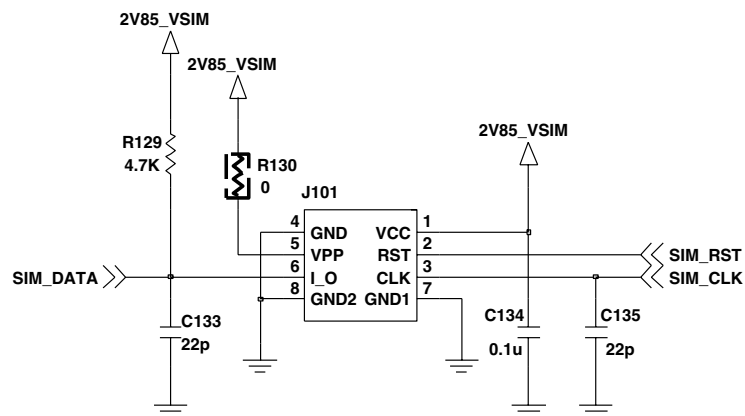 2V85_VSIM
2V85_VSIM
2V85_VSIM
R129
4.7K
R130
0
J101
4 GND VCC 1
5 VPP RST 2
6 I_O CLK 3
8 GND2 GND1 7
SIM_DATA
SIM_RST
SIM_CLK
C133
22p
C134
0.1u
C135
22p